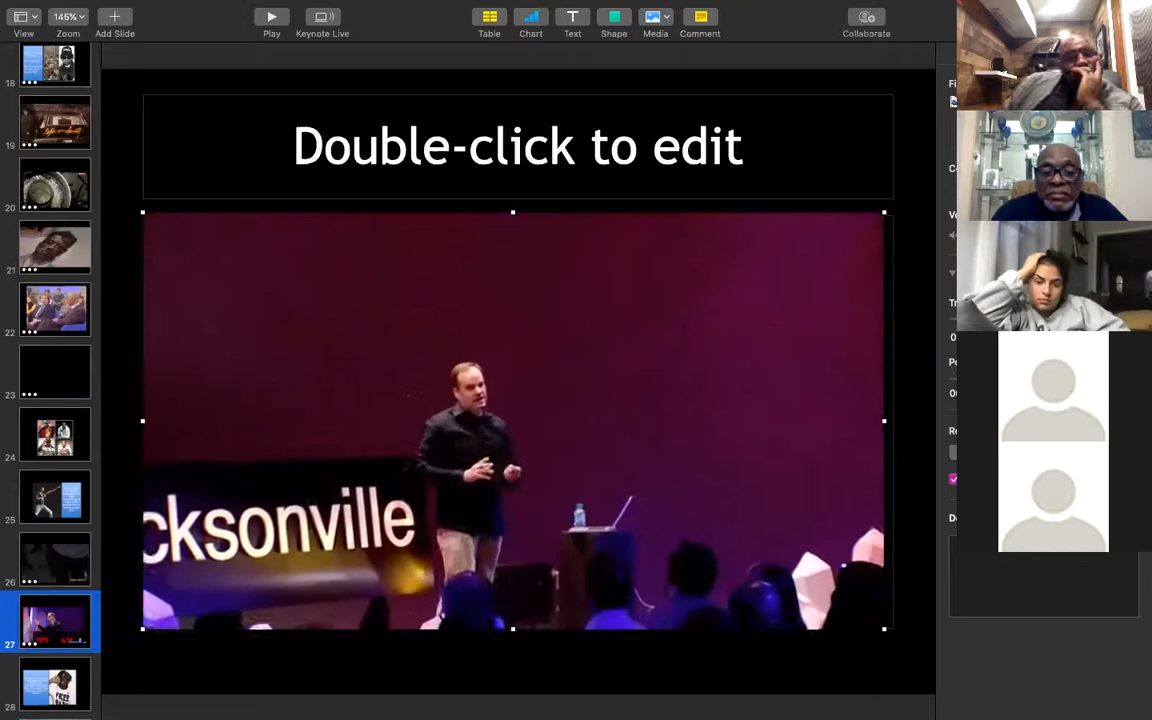 145%
View
Zoom
Add Slide
Play
Keynote Live
Table
Chart
Text
Shape
Media
Comment
Collaborate
Double-click to edit
cksonville
18
19
20
21
22
23
24
25
26
27
28